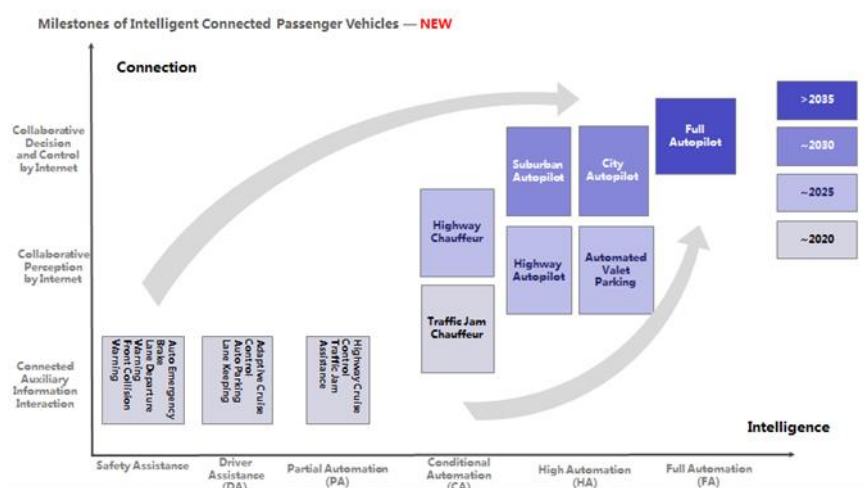 Milestones of Intelligent Connected Passenger Vehicles — NEW
Connection
Collaborative
Decision
and Control
by Internet
Collaborative
Perception
by Internet
Connected
Auxiliary
Information
Interaction
Auto Emergency
Brake
Lane Departure
Warning
Front Collision
Warning
Adaptive Cruise
Control
Auto Parking
Lane Keeping
Highway Cruise
Control
Traffic Jam
Assistance
Highway
Chauffeur
Traffic Jam
Chauffeur
Suburban
Autopilot
City
Autopilot
Highway
Autopilot
Automated
Valet
Parking
Full
Autopilot
>2035
~2030
~2025
~2020
Intelligence
Safety Assistance
Driver
Assistance
(DA)
Partial Automation
(PA)
Conditional
Automation
(CA)
High Automation
(HA)
Full Automation
(FA)